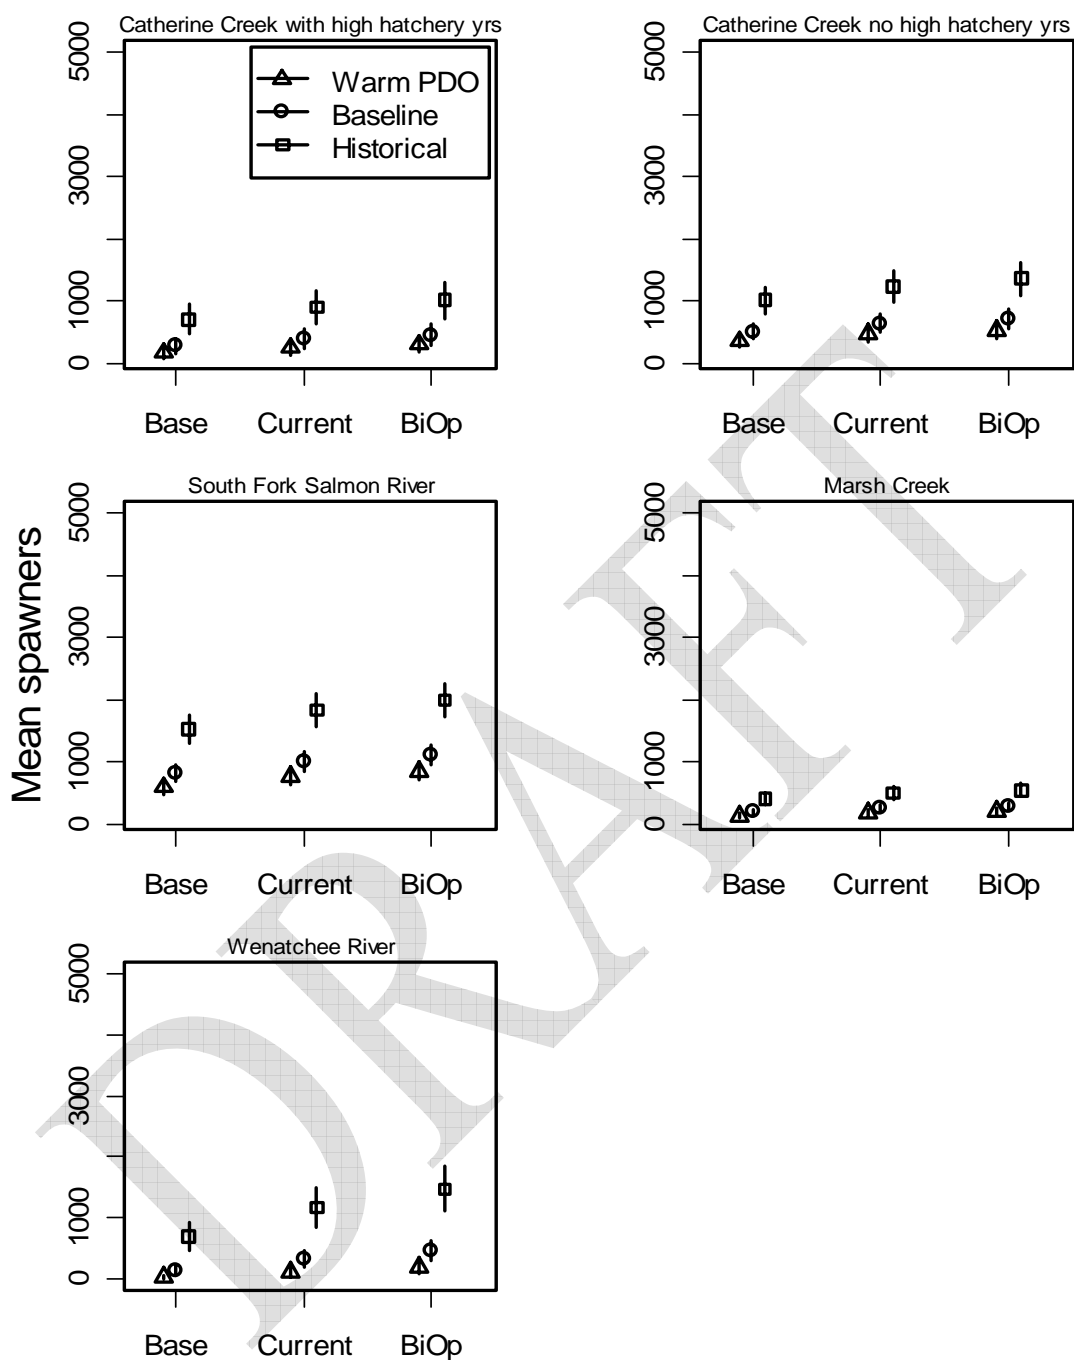 Catherine Creek with high hatchery yrs
Catherine Creek no high hatchery yrs
5000
3000
1000
0
Warm PDO
Baseline
Historical
Base Current BiOp
5000
3000
1000
0
Base Current BiOp
Mean spawners
South Fork Salmon River
5000
3000
1000
0
Base Current BiOp
Marsh Creek
5000
3000
1000
0
Base Current BiOp
Wenatchee River
5000
3000
1000
0
Base Current BiOp
DRAFT